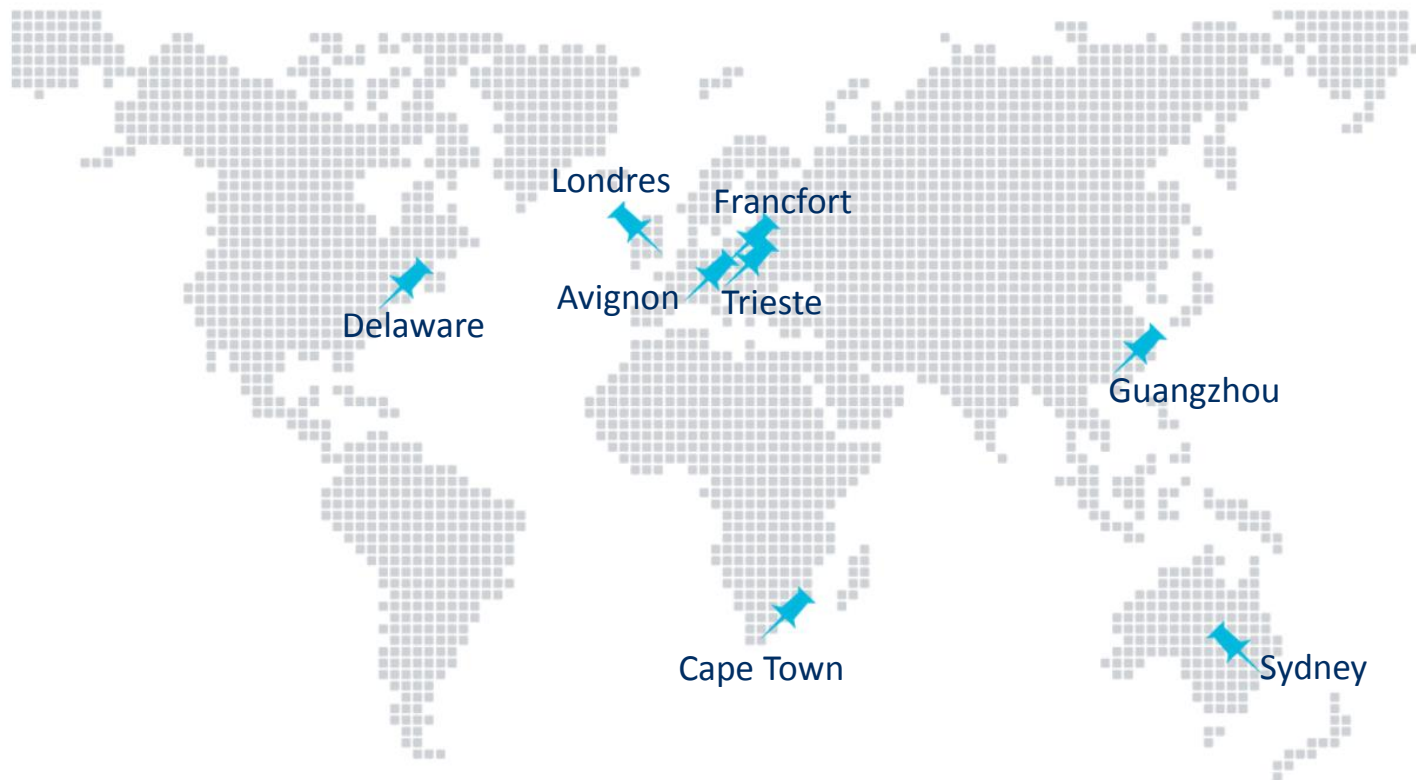 Londres
Francfort
Avignon
Trieste
Delaware
Guangzhou
Cape Town
Sydney